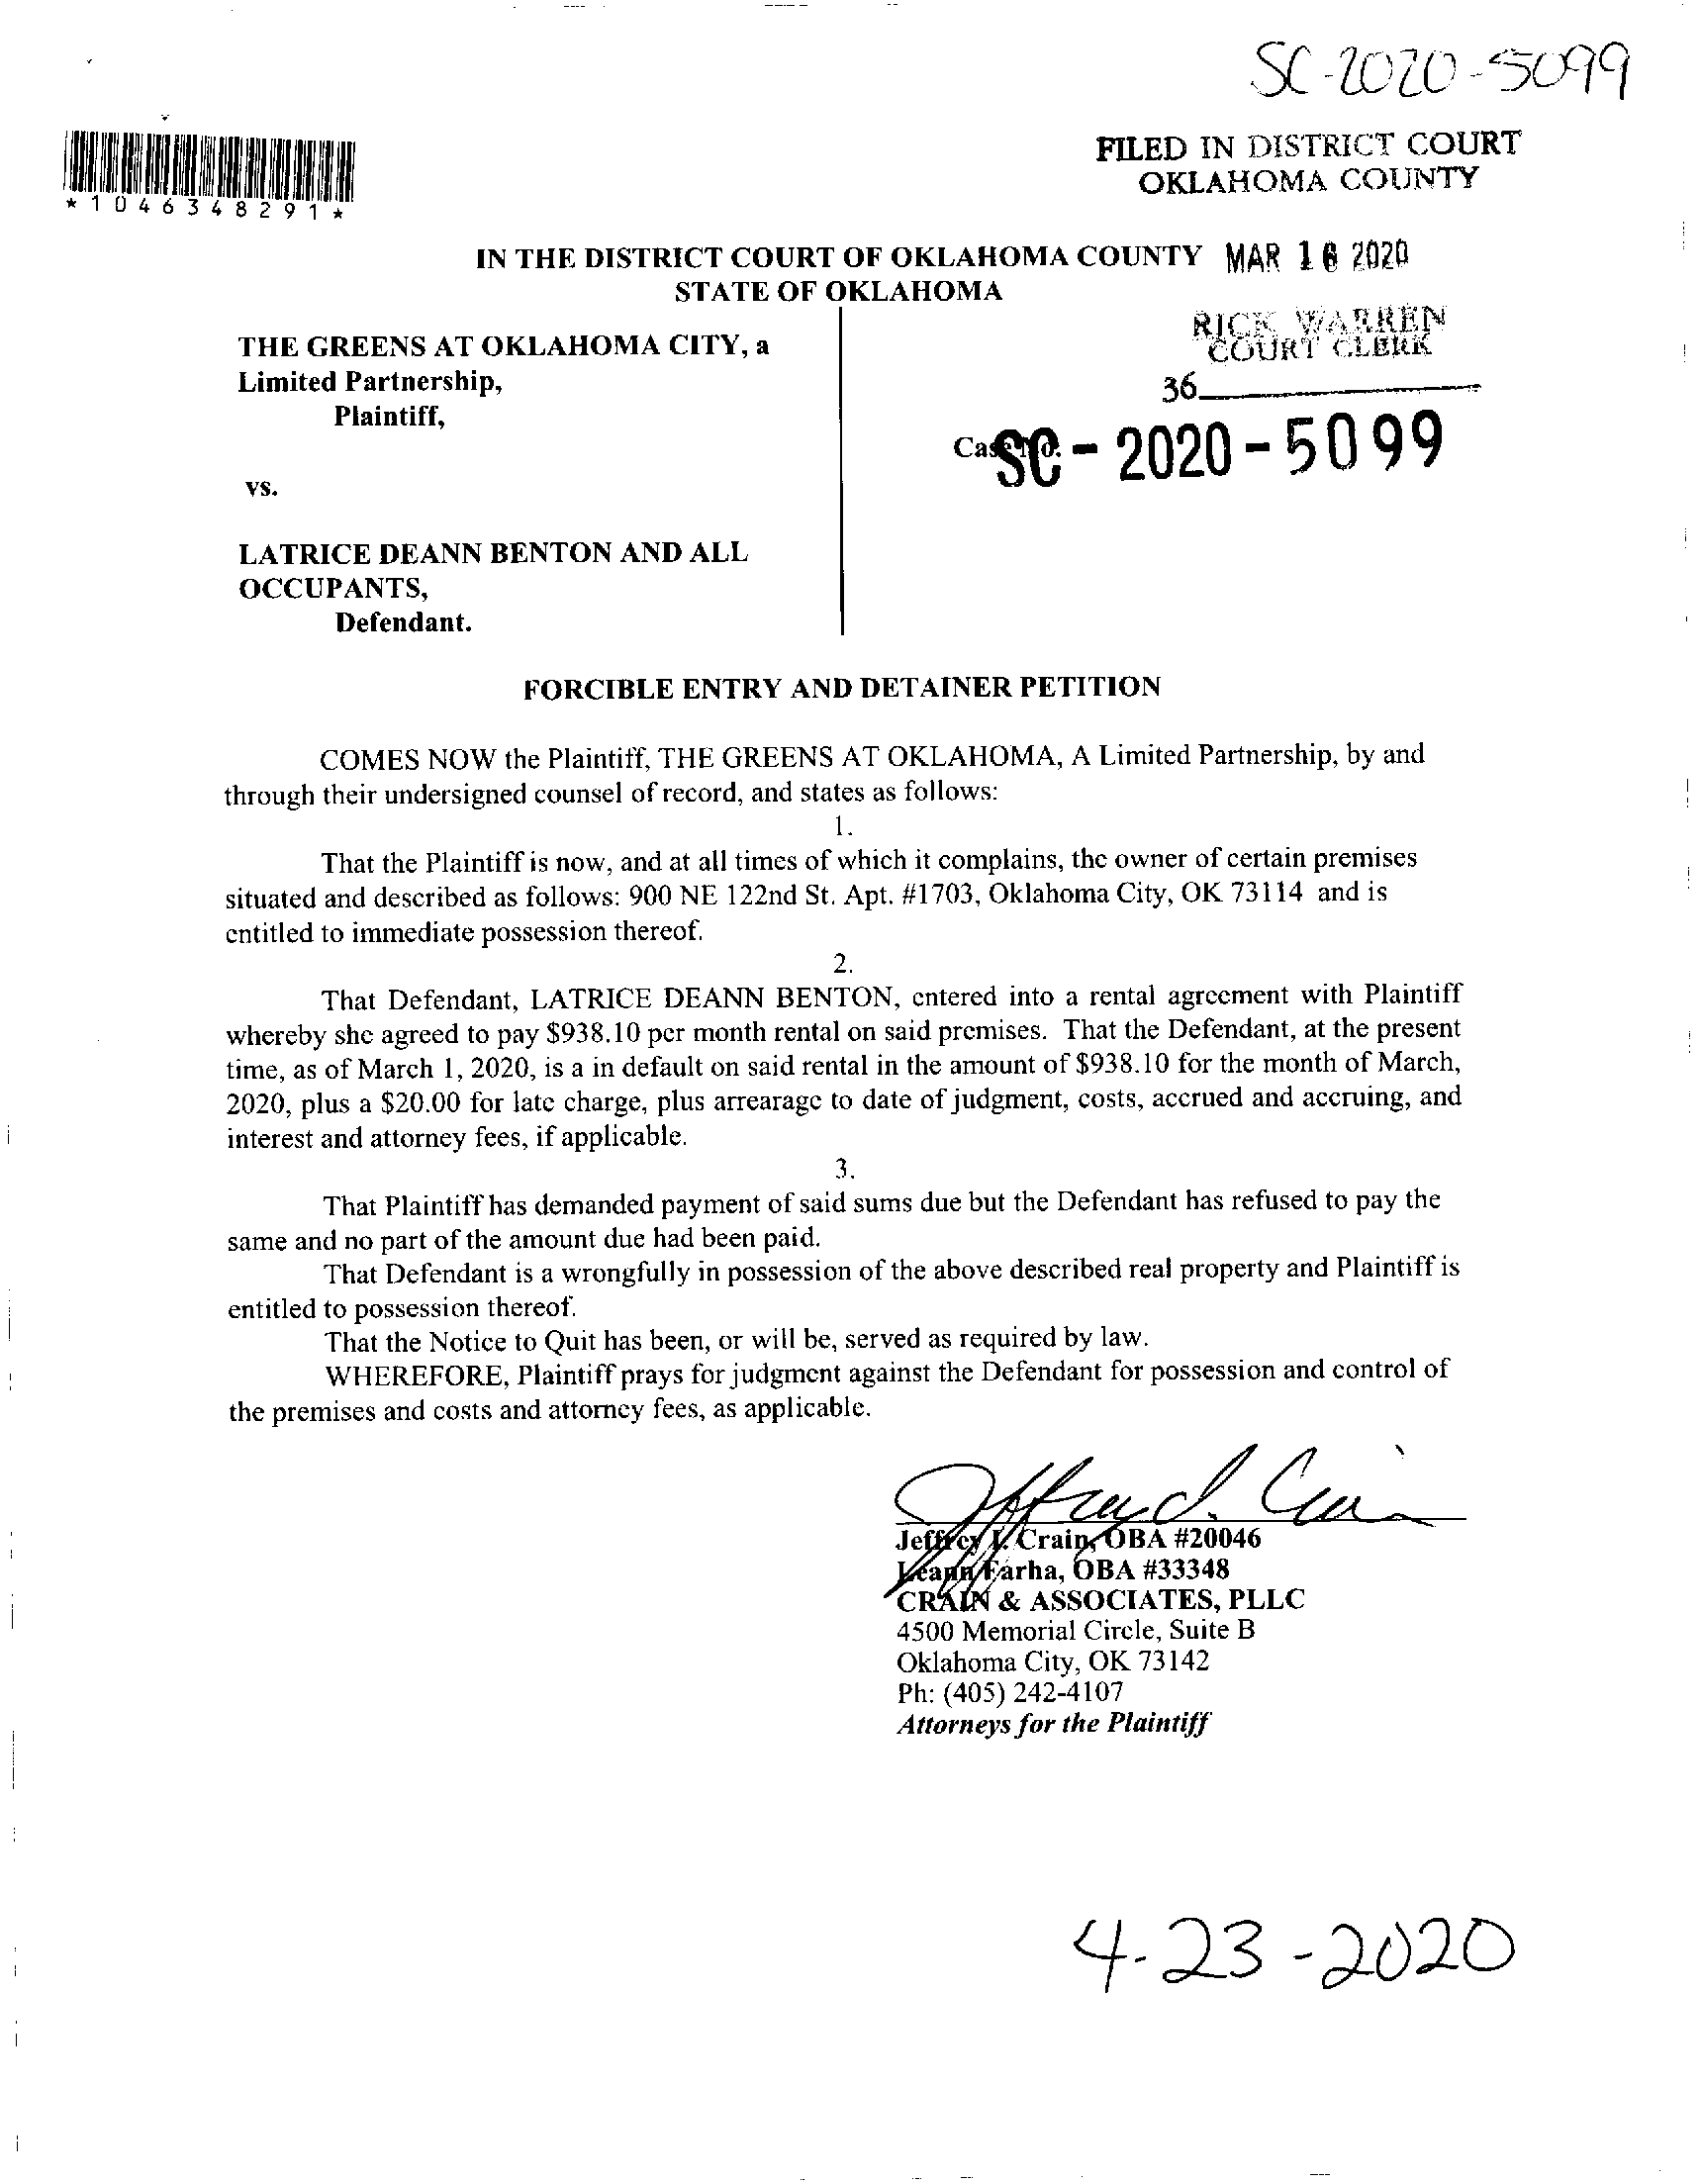 SC-2020-5099
FILED IN DISTRICT COURT
OKLAHOMA COUNTY
*1046348291*
IN THE DISTRICT COURT OF OKLAHOMA COUNTY MAR 16 2020
STATE OF OKLAHOMA
RICK WARREN
COURT CLERK
THE GREENS AT OKLAHOMA CITY, a
Limited Partnership,
36
Plaintiff,
Case No. SC-2020-5099
vs.
LATRICE DEANN BENTON AND ALL
OCCUPANTS,
Defendant.
FORCIBLE ENTRY AND DETAINER PETITION
COMES NOW the Plaintiff, THE GREENS AT OKLAHOMA, A Limited Partnership, by and
through their undersigned counsel of record, and states as follows:
1.
That the Plaintiff is now, and at all times of which it complains, the owner of certain premises
situated and described as follows: 900 NE 122nd St. Apt. #1703, Oklahoma City, OK 73114 and is
entitled to immediate possession thereof.
2.
That Defendant, LATRICE DEANN BENTON, entered into a rental agreement with Plaintiff
whereby she agreed to pay $938.10 per month rental on said premises. That the Defendant, at the present
time, as of March 1, 2020, is a in default on said rental in the amount of $938.10 for the month of March,
2020, plus a $20.00 for late charge, plus arrearage to date of judgment, costs, accrued and accruing, and
interest and attorney fees, if applicable.
3.
That Plaintiff has demanded payment of said sums due but the Defendant has refused to pay the
same and no part of the amount due had been paid.
That Defendant is a wrongfully in possession of the above described real property and Plaintiff is
entitled to possession thereof.
That the Notice to Quit has been, or will be, served as required by law.
WHEREFORE, Plaintiff prays for judgment against the Defendant for possession and control of
the premises and costs and attorney fees, as applicable.
Jeffrey Crain, OBA #20046
Leann Farha, OBA #33348
CRAIN & ASSOCIATES, PLLC
4500 Memorial Circle, Suite B
Oklahoma City, OK 73142
Ph: (405) 242-4107
Attorneys for the Plaintiff
4-23-2020